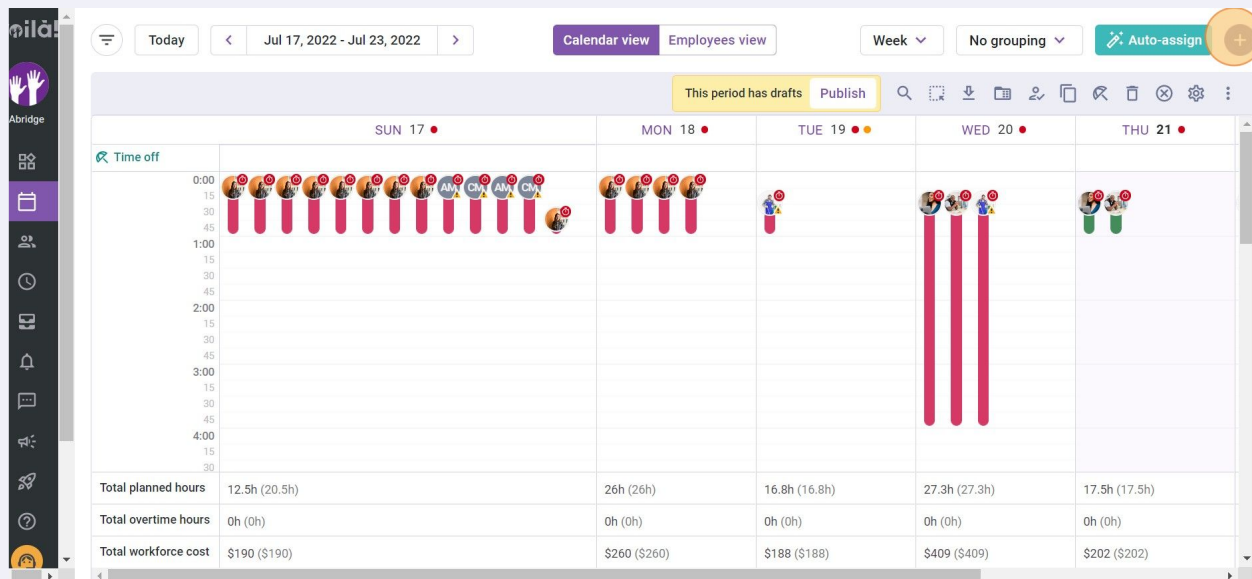 oilă!
Today
Jul 17, 2022 - Jul 23, 2022
Calendar view
Employees view
Week
No grouping
Auto-assign
Abridge
This period has drafts
Publish
SUN 17
MON 18
TUE 19
WED 20
THU 21
Time off
0:00
15
30
45
1:00
15
30
45
2:00
15
30
45
3:00
15
30
45
4:00
15
30
AM CM AM CM
Total planned hours 12.5h (20.5h) 26h (26h) 16.8h (16.8h) 27.3h (27.3h) 17.5h (17.5h)
Total overtime hours 0h (0h) 0h (0h) 0h (0h) 0h (0h) 0h (0h)
Total workforce cost $190 ($190) $260 ($260) $188 ($188) $409 ($409) $202 ($202)